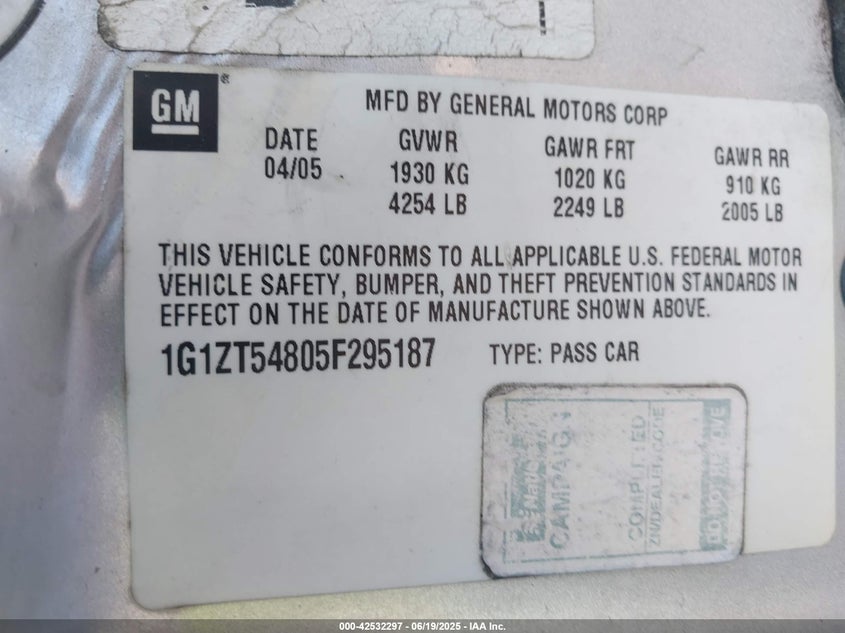 GM ®
MFD BY GENERAL MOTORS CORP
DATE GVWR GAWR FRT GAWR RR
04/05 1930 KG 1020 KG 910 KG
4254 LB 2249 LB 2005 LB
THIS VEHICLE CONFORMS TO ALL APPLICABLE U.S. FEDERAL MOTOR
VEHICLE SAFETY, BUMPER, AND THEFT PREVENTION STANDARDS IN
EFFECT ON THE DATE OF MANUFACTURE SHOWN ABOVE.
1G1ZT54805F295187 TYPE: PASS CAR
CAMPAIGN
COMPLETED
000-42532297 - 06/19/2025 - IAA Inc.